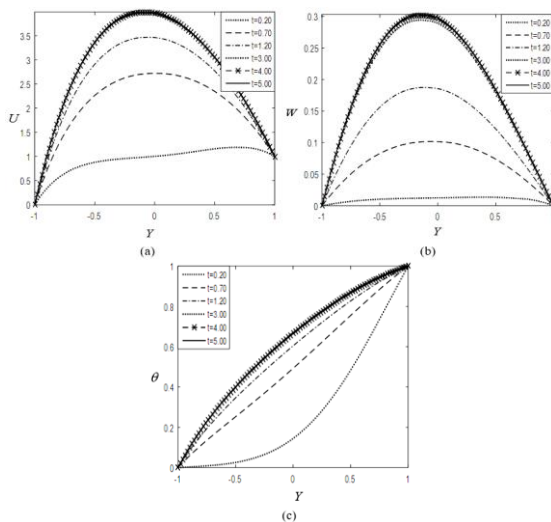 t=0.20
t=0.70
t=1.20
t=3.00
t=4.00
t=5.00
3.5
3
2.5
2
1.5
1
0.5
0
U
-1
-0.5
0
0.5
1
Y
(a)
t=0.20
t=0.70
t=1.20
t=3.00
t=4.00
t=5.00
0.3
0.25
0.2
0.15
0.1
0.05
0
W
-1
-0.5
0
0.5
Y
(b)
t=0.20
t=0.70
t=1.20
t=3.00
t=4.00
t=5.00
1
0.8
0.6
0.4
0.2
0
θ
-1
-0.5
0
0.5
1
Y
(c)